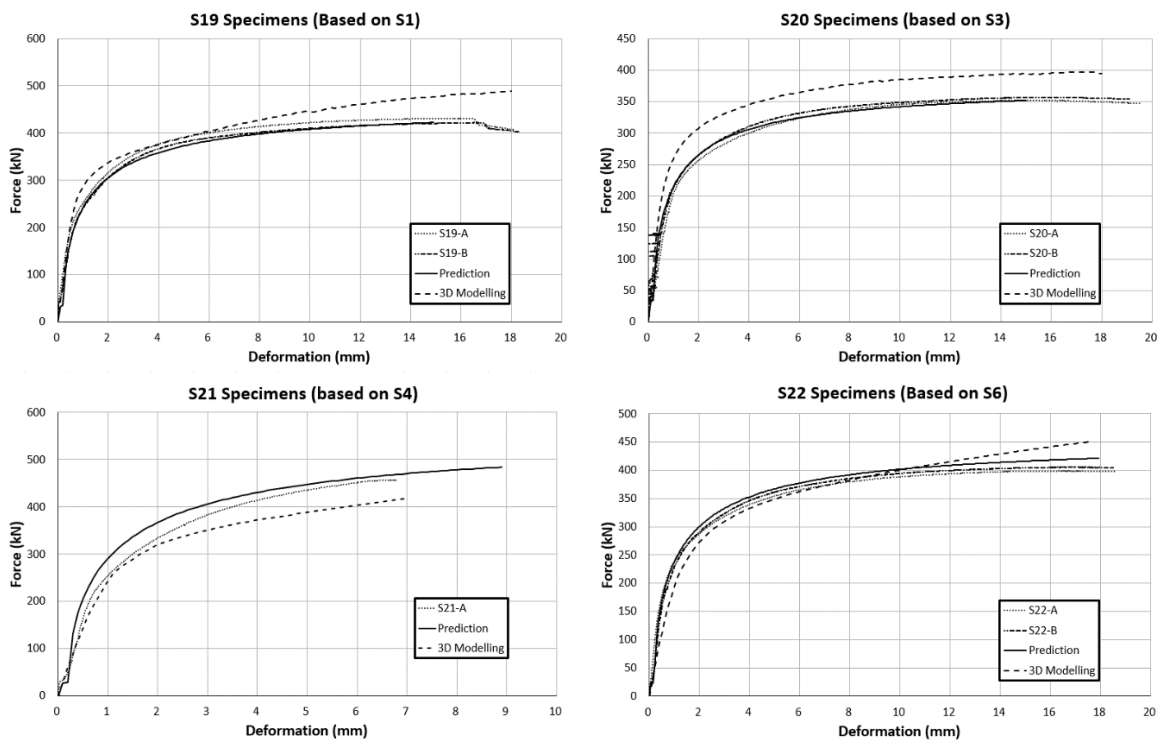 S19 Specimens (Based on S1)
Force (kN)
600
500
400
300
200
100
0
0 2 4 6 8 10 12 14 16 18 20
Deformation (mm)
S19-A
S19-B
Prediction
3D Modelling
S20 Specimens (based on S3)
Force (kN)
450
400
350
300
250
200
150
100
50
0
0 2 4 6 8 10 12 14 16 18 20
Deformation (mm)
S20-A
S20-B
Prediction
3D Modelling
S21 Specimens (based on S4)
Force (kN)
600
500
400
300
200
100
0
0 1 2 3 4 5 6 7 8 9 10
Deformation (mm)
S21-A
Prediction
3D Modelling
S22 Specimens (Based on S6)
Force (kN)
500
450
400
350
300
250
200
150
100
50
0
0 2 4 6 8 10 12 14 16 18 20
Deformation (mm)
S22-A
S22-B
Prediction
3D Modelling